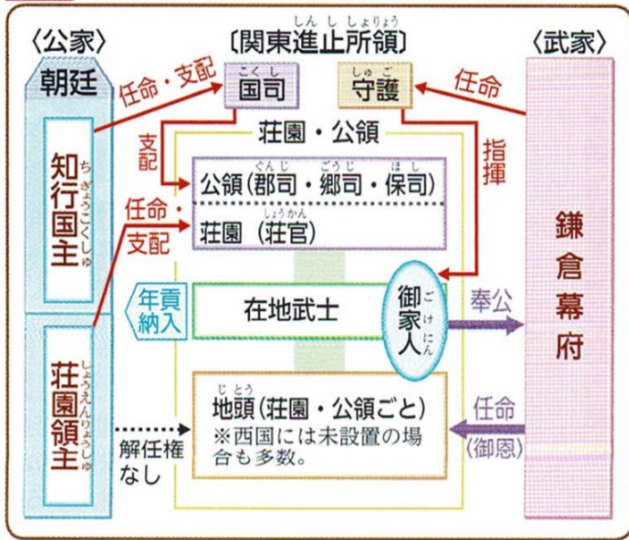 〈公家〉
〔関東進止所領〕
しんししょりょう
〈武家〉
朝廷
任命・支配
国司
こくし
守護
しゅご
任命
支配
荘園・公領
指揮
知行国主
ちぎょうこくしゅ
公領(郡司・郷司・保司)
ぐんじ ごうじ ほし
任命・
支配
荘園(荘官)
しょうかん
鎌倉幕府
年貢
納入
在地武士
御家人
ごけにん
奉公
荘園領主
しょうえんりょうしゅ
地頭(荘園・公領ごと)
じとう
※西国には未設置の場
合も多数。
解任権
なし
任命
(御恩)